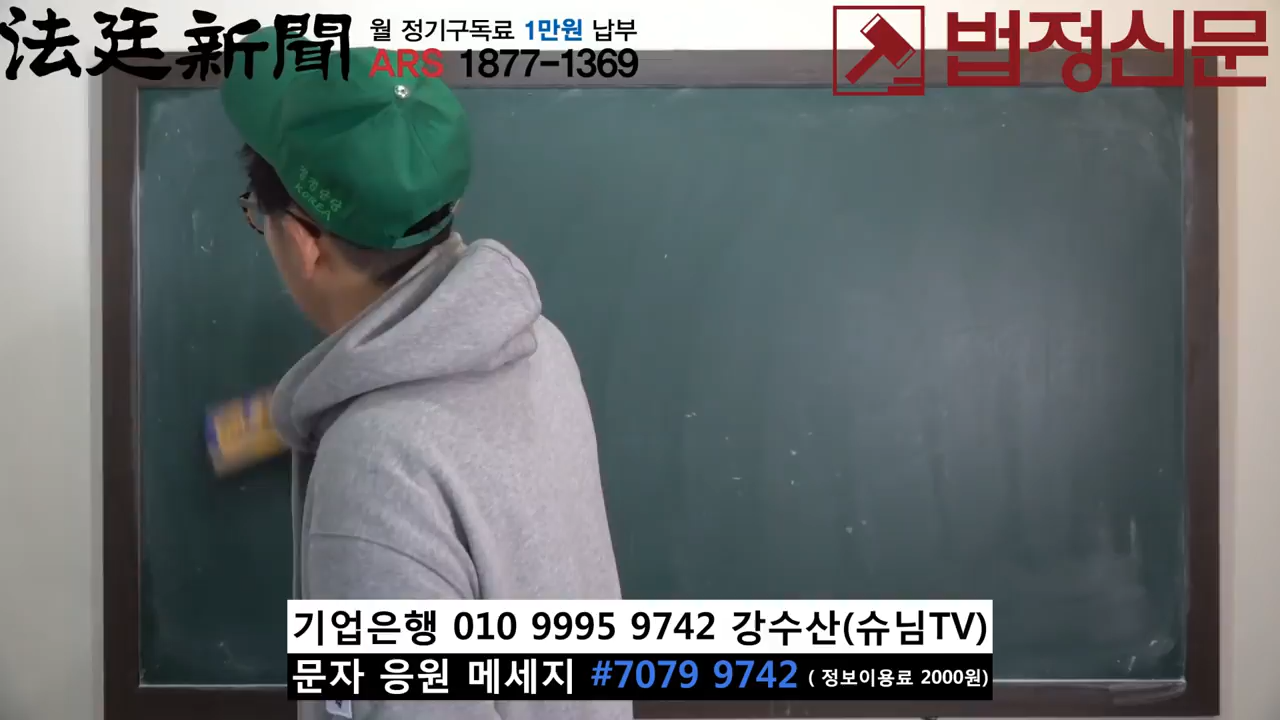 法廷新聞
월 정기구독료 1만원 납부
ARS 1877-1369
법정신문
KOREA
기업은행 010 9995 9742 강수산(슈님TV)
문자 응원 메세지 #7079 9742 ( 정보이용료 2000원)